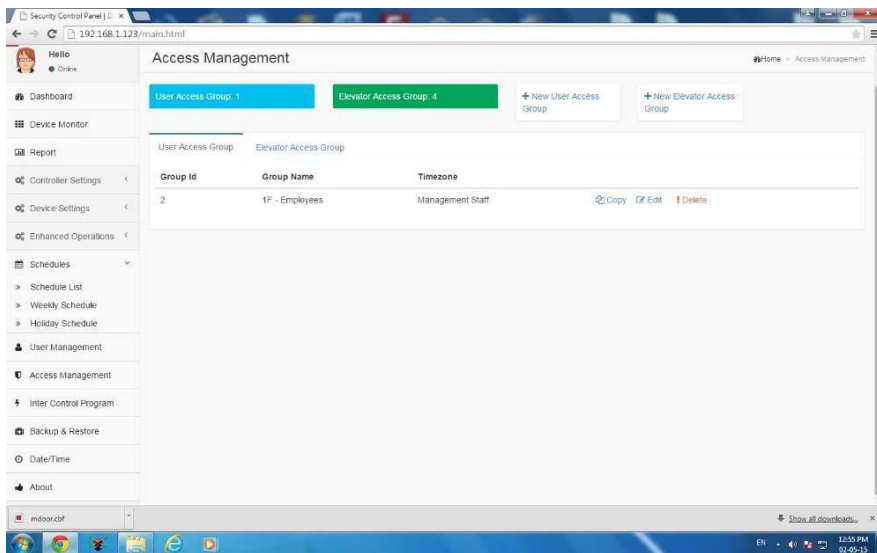 Security Control Panel | D
192.168.1.123/main.html
Hello
Online
Access Management
Home > Access Management
Dashboard
Device Monitor
Report
Controller Settings
Device Settings
Enhanced Operations
Schedules
» Schedule List
» Weekly Schedule
» Holiday Schedule
User Management
Access Management
Inter Control Program
Backup & Restore
Date/Time
About
User Access Group: 1
Elevator Access Group: 4
+ New User Access
Group
+ New Elevator Access
Group
User Access Group Elevator Access Group
Group Id Group Name Timezone
2 1F - Employees Management Staff Copy Edit ! Delete
mdoor.cbf
Show all downloads...
EN
12:55 PM
02-05-15